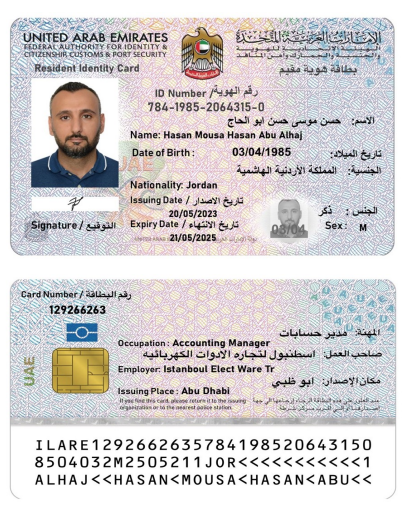 UNITED ARAB EMIRATES
FEDERAL AUTHORITY FOR IDENTITY &
CITIZENSHIP, CUSTOMS & PORT SECURITY
Resident Identity Card
الإمارات العربية المتحدة
الهيئة الاتحادية للهوية
والجنسية والجمارك وأمن المنافذ
بطاقة هوية مقيم
ID Number / رقم الهوية
784-1985-2064315-0
الاسم: حسن موسى حسن ابو الحاج
Name: Hasan Mousa Hasan Abu Alhaj
Date of Birth: 03/04/1985 تاريخ الميلاد:
الجنسية: المملكة الأردنية الهاشمية
Nationality: Jordan
Issuing Date / تاريخ الاصدار
20/05/2023
Expiry Date / تاريخ الانتهاء
21/05/2025
الجنس: ذكر
Sex: M
03/04
Signature / التوقيع
Card Number / رقم البطاقة
129266263
UAE
المهنة: مدير حسابات
Occupation: Accounting Manager
صاحب العمل: اسطنبول لتجاره الادوات الكهربائيه
Employer: Istanboul Elect Ware Tr
مكان الإصدار: ابو ظبي
Issuing Place: Abu Dhabi
If you find this card, please return it to the issuing
organization or to the nearest police station.
ILARE1292662635784198520643150
8504032M2505211JOR<<<<<<<<<<<1
ALHAJ<<HASAN<MOUSA<HASAN<ABU<<